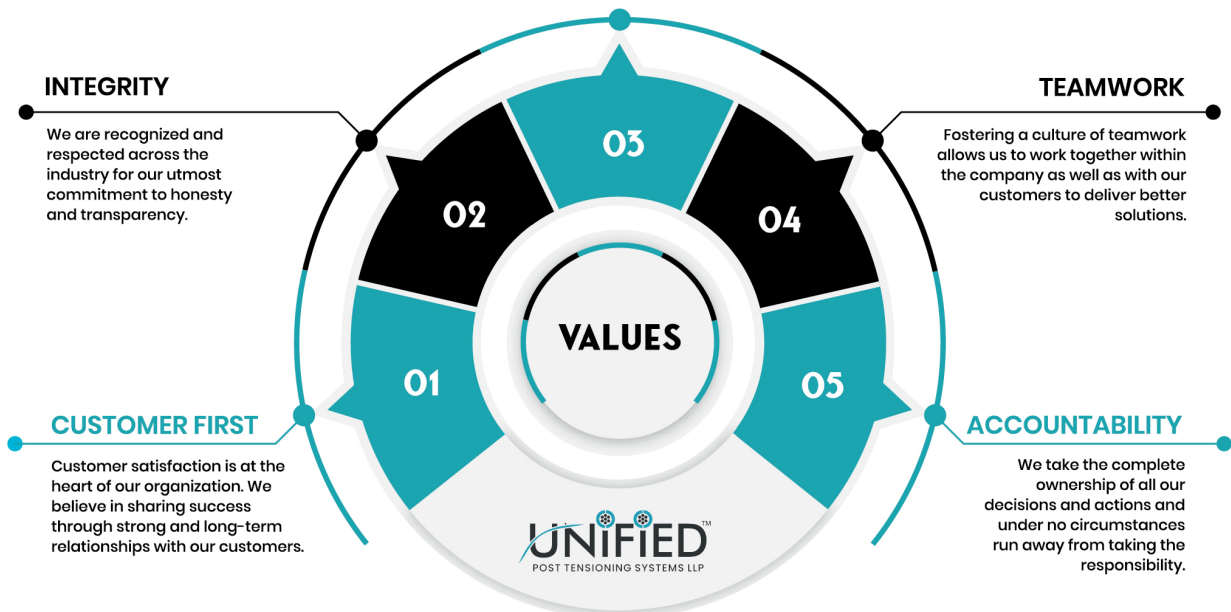 INTEGRITY
We are recognized and
respected across the
industry for our utmost
commitment to honesty
and transparency.
TEAMWORK
Fostering a culture of teamwork
allows us to work together within
the company as well as with our
customers to deliver better
solutions.
03
02
04
VALUES
01
05
CUSTOMER FIRST
Customer satisfaction is at the
heart of our organization. We
believe in sharing success
through strong and long-term
relationships with our customers.
ACCOUNTABILITY
We take the complete
ownership of all our
decisions and actions and
under no circumstances
run away from taking the
responsibility.
UNiFiED™
POST TENSIONING SYSTEMS LLP